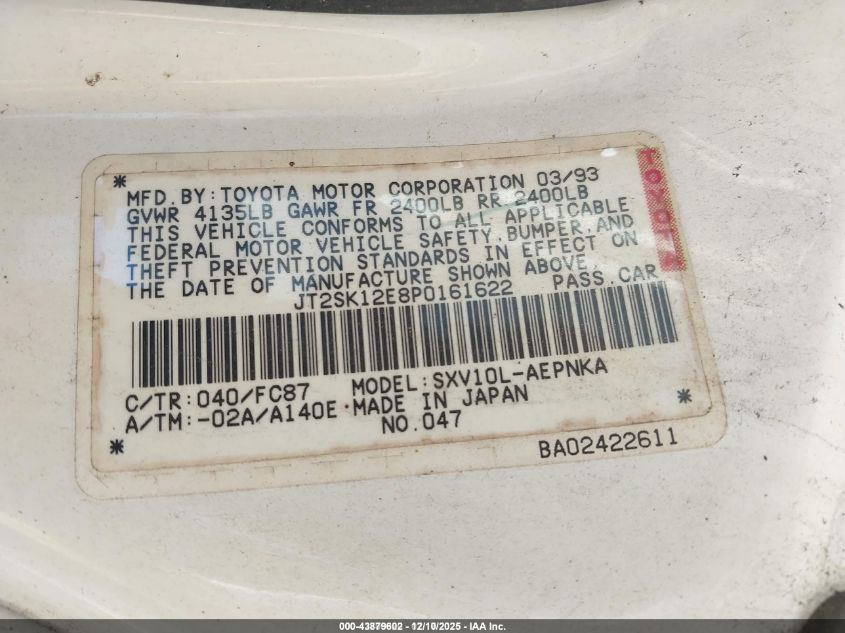 * MFD. BY: TOYOTA MOTOR CORPORATION 03/93
GVWR 4135LB GAWR FR 2400LB RR 2400LB
THIS VEHICLE CONFORMS TO ALL APPLICABLE
FEDERAL MOTOR VEHICLE SAFETY, BUMPER, AND
THEFT PREVENTION STANDARDS IN EFFECT ON
THE DATE OF MANUFACTURE SHOWN ABOVE.
JT2SK12E8P0161622 PASS. CAR
TOYOTA
C/TR: 040/FC87 MODEL: SXV10L-AEPNKA
A/TM: -02A/A140E MADE IN JAPAN
* NO. 047 *
BA02422611
000-43879602 - 12/10/2025 - IAA Inc.